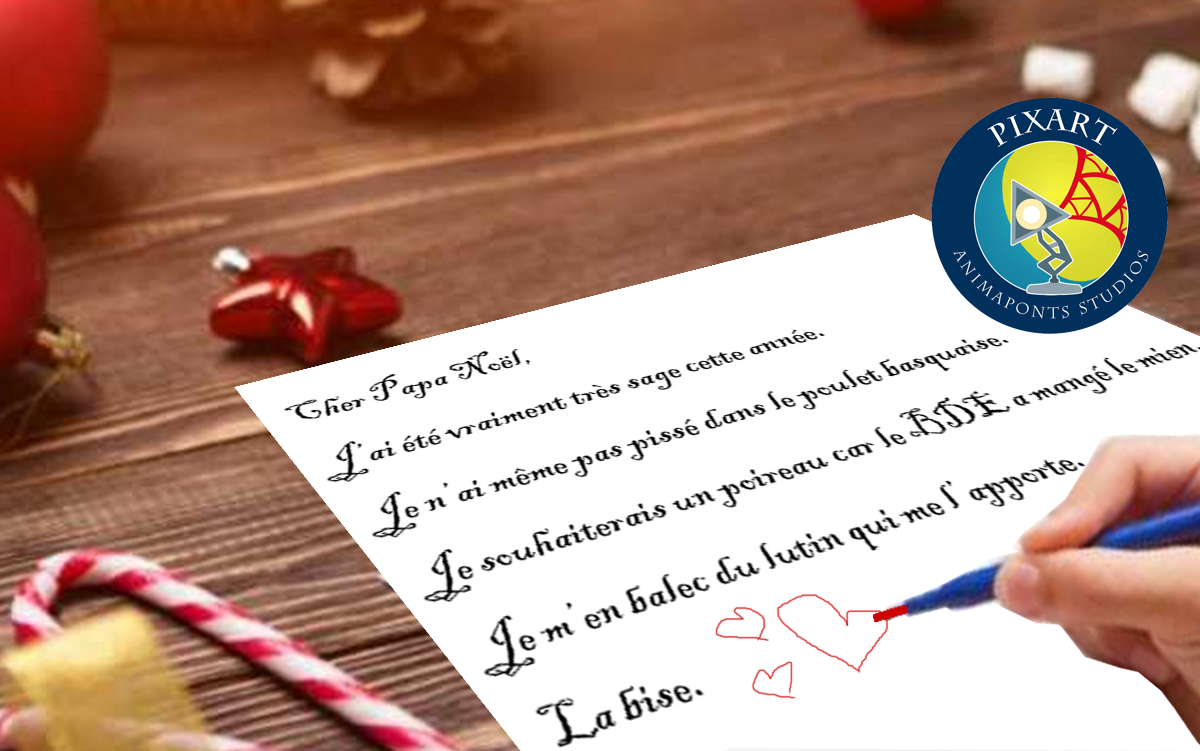 PIXART
ANIMAPONTS STUDIOS
Cher Papa Noël,
J'ai été vraiment très sage cette année.
Je n'ai même pas pissé dans le poulet basquaise.
Je souhaiterais un poireau car le BDE a mangé le mien.
Je m'en balec du lutin qui me l'apporte.
La bise.